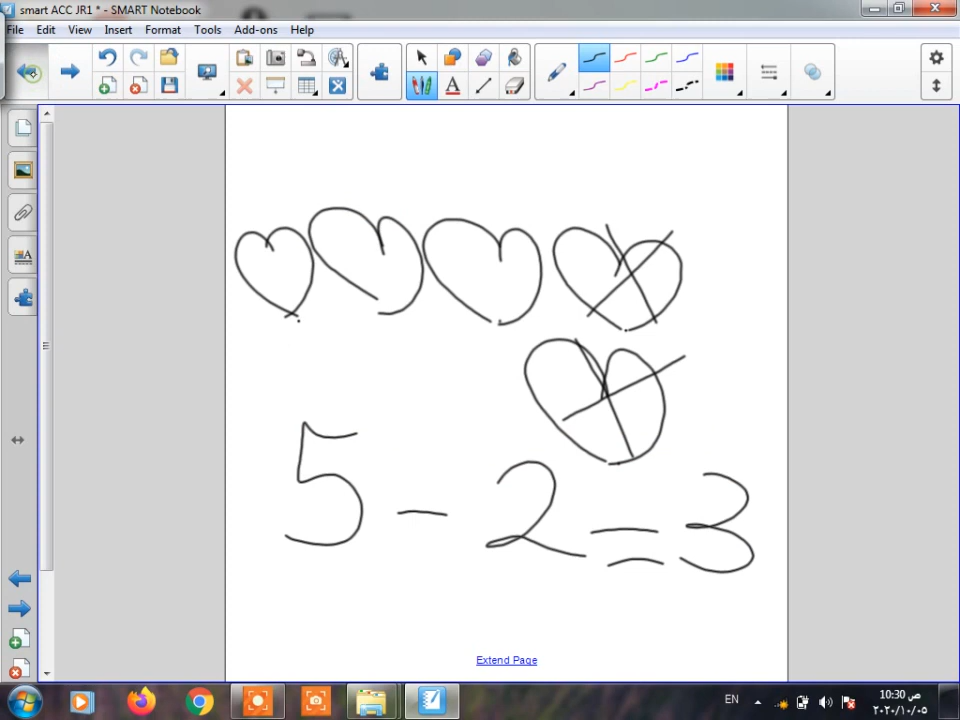 smart ACC JR1 * - SMART Notebook
File Edit View Insert Format Tools Add-ons Help
5 - 2 = 3
Extend Page
EN
10:30 ص
٢٠٢٠/١٠/٠٥